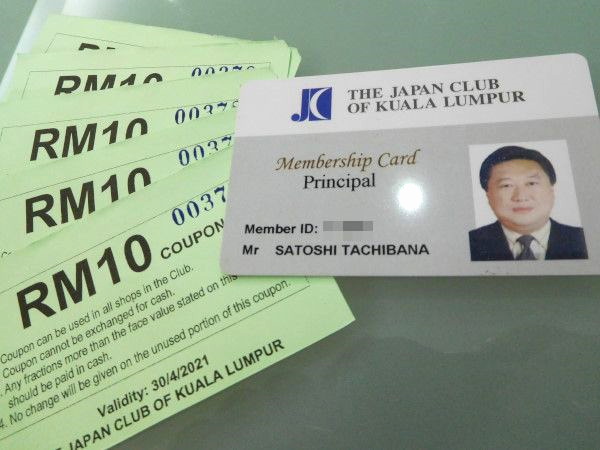 RM10
RM10 0037
RM10 0037
RM10 0037
RM10 COUPON
Coupon can be used in all shops in the Club.
Coupon cannot be exchanged for cash.
Any fractions more than the face value stated on this
should be paid in cash.
4. No change will be given on the unused portion of this coupon.
Validity: 30/4/2021
JAPAN CLUB OF KUALA LUMPUR
JC
THE JAPAN CLUB
OF KUALA LUMPUR
Membership Card
Principal
Member ID:
Mr SATOSHI TACHIBANA